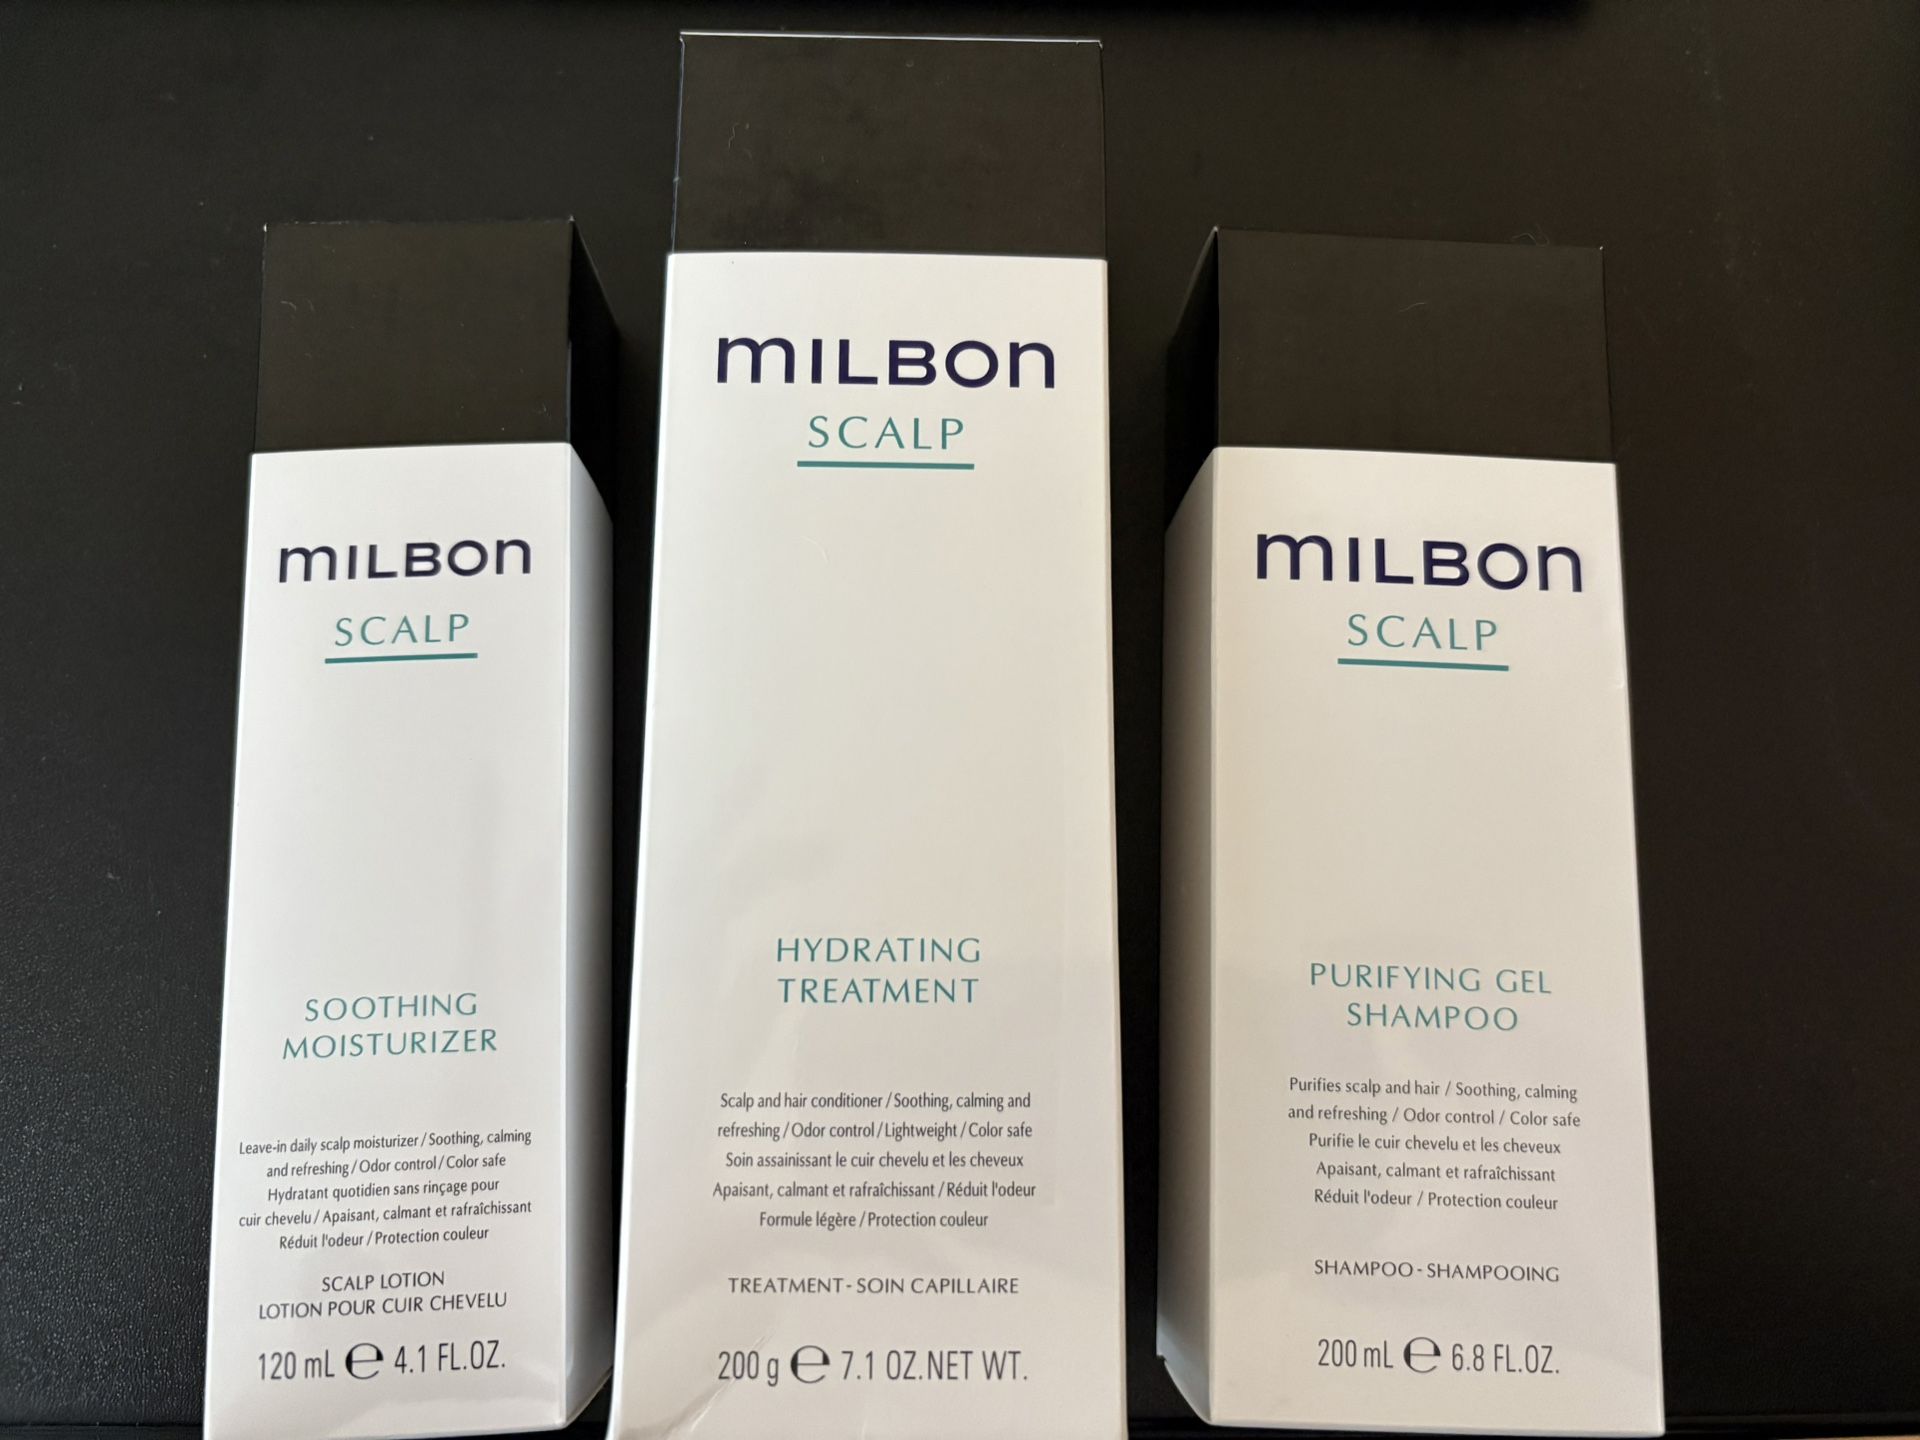 mILBON
SCALP
SOOTHING
MOISTURIZER
Leave-in daily scalp moisturizer / Soothing, calming
and refreshing / Odor control / Color safe
Hydratant quotidien sans rinçage pour
cuir chevelu / Apaisant, calmant et rafraîchissant
Réduit l'odeur / Protection couleur
SCALP LOTION
LOTION POUR CUIR CHEVELU
120 mL ℮ 4.1 FL.OZ.
mILBON
SCALP
HYDRATING
TREATMENT
Scalp and hair conditioner / Soothing, calming and
refreshing / Odor control / Lightweight / Color safe
Soin assainissant le cuir chevelu et les cheveux
Apaisant, calmant et rafraîchissant / Réduit l'odeur
Formule légère / Protection couleur
TREATMENT - SOIN CAPILLAIRE
200 g ℮ 7.1 OZ.NET WT.
mILBON
SCALP
PURIFYING GEL
SHAMPOO
Purifies scalp and hair / Soothing, calming
and refreshing / Odor control / Color safe
Purifie le cuir chevelu et les cheveux
Apaisant, calmant et rafraîchissant
Réduit l'odeur / Protection couleur
SHAMPOO - SHAMPOOING
200 mL ℮ 6.8 FL.OZ.